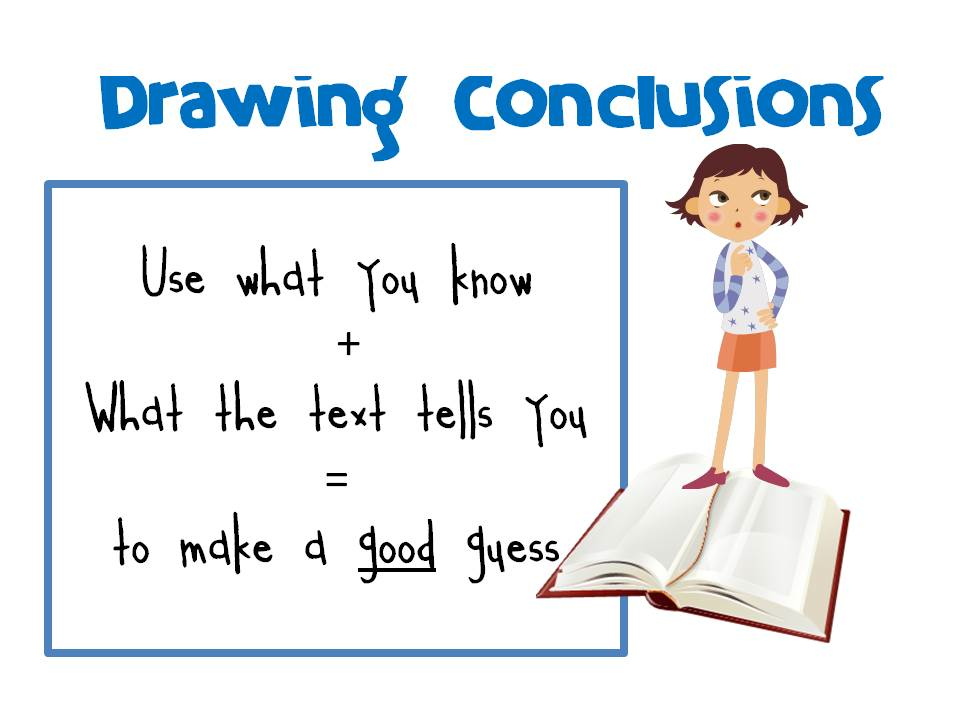 Drawing Conclusions
Use what you know
+
What the text tells you
=
to make a good guess